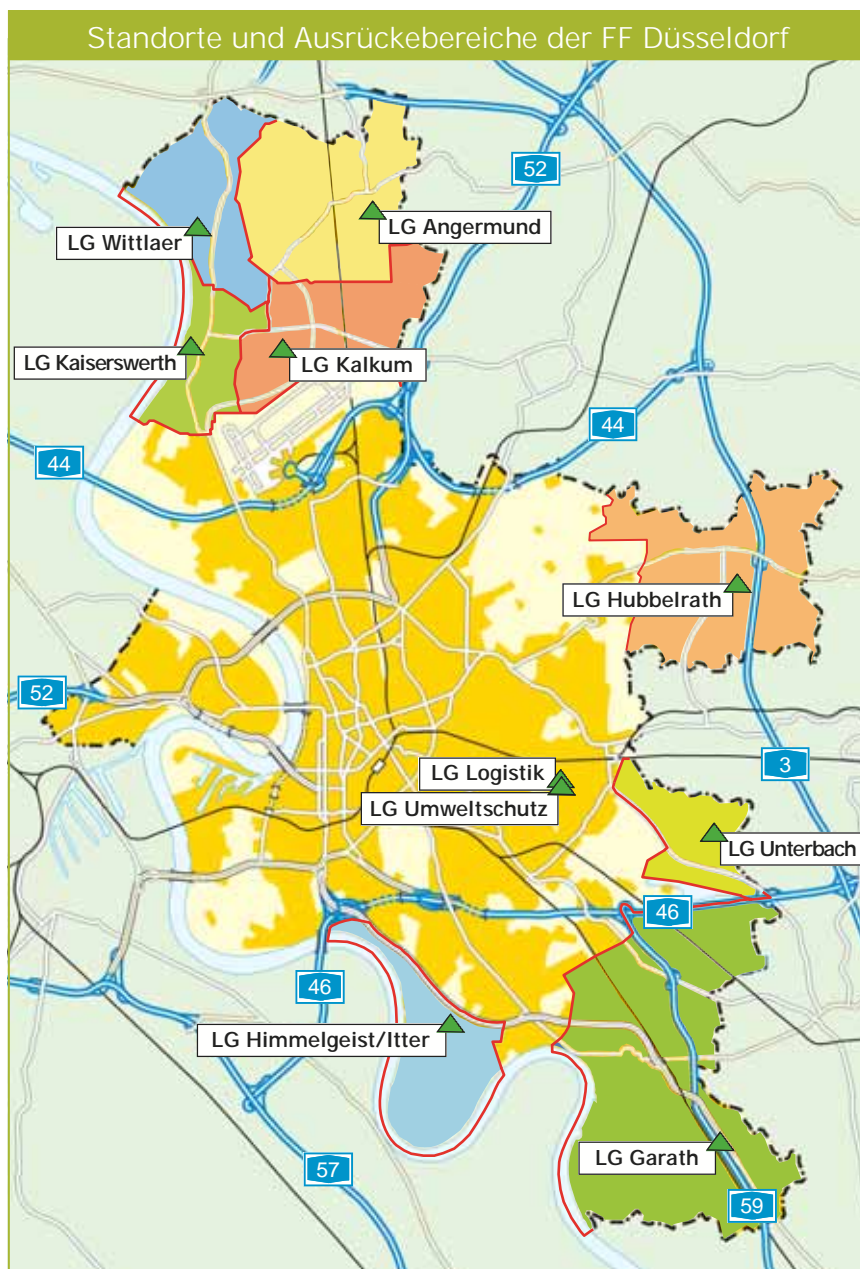 Standorte und Ausrückebereiche der FF Düsseldorf
52
LG Angermund
LG Wittlaer
LG Kaiserswerth
LG Kalkum
44
44
LG Hubbelrath
52
LG Logistik
3
LG Umweltschutz
LG Unterbach
46
46
LG Himmelgeist/Itter
LG Garath
57
59